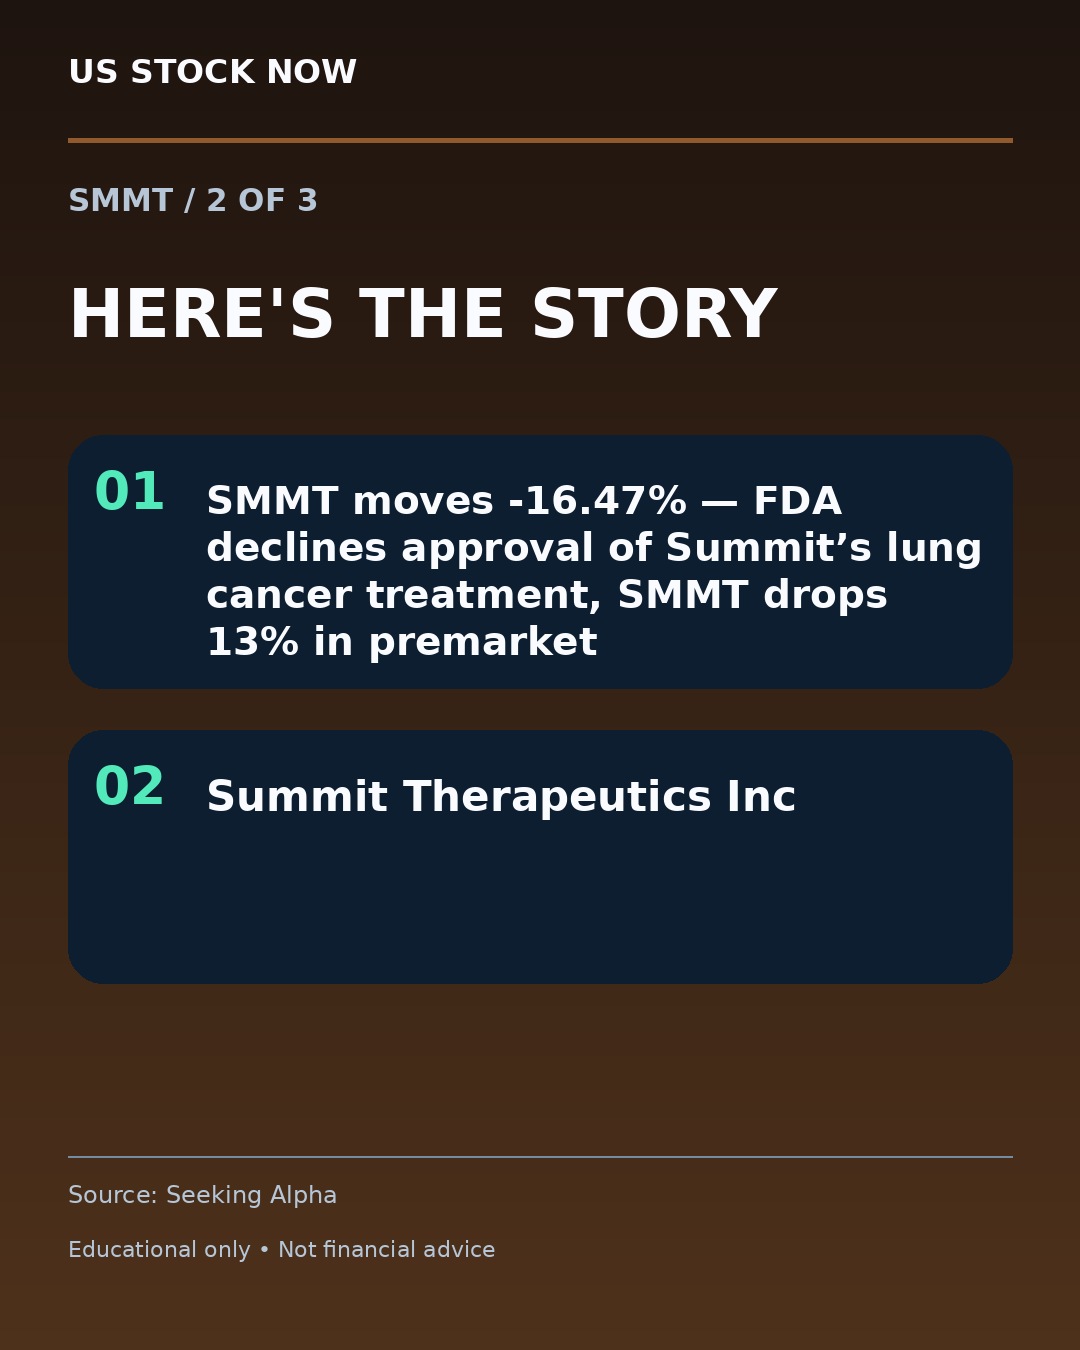 US STOCK NOW
SMMT / 2 OF 3
HERE'S THE STORY
01
SMMT moves -16.47% — FDA
declines approval of Summit’s lung
cancer treatment, SMMT drops
13% in premarket
02
Summit Therapeutics Inc
Source: Seeking Alpha
Educational only • Not financial advice